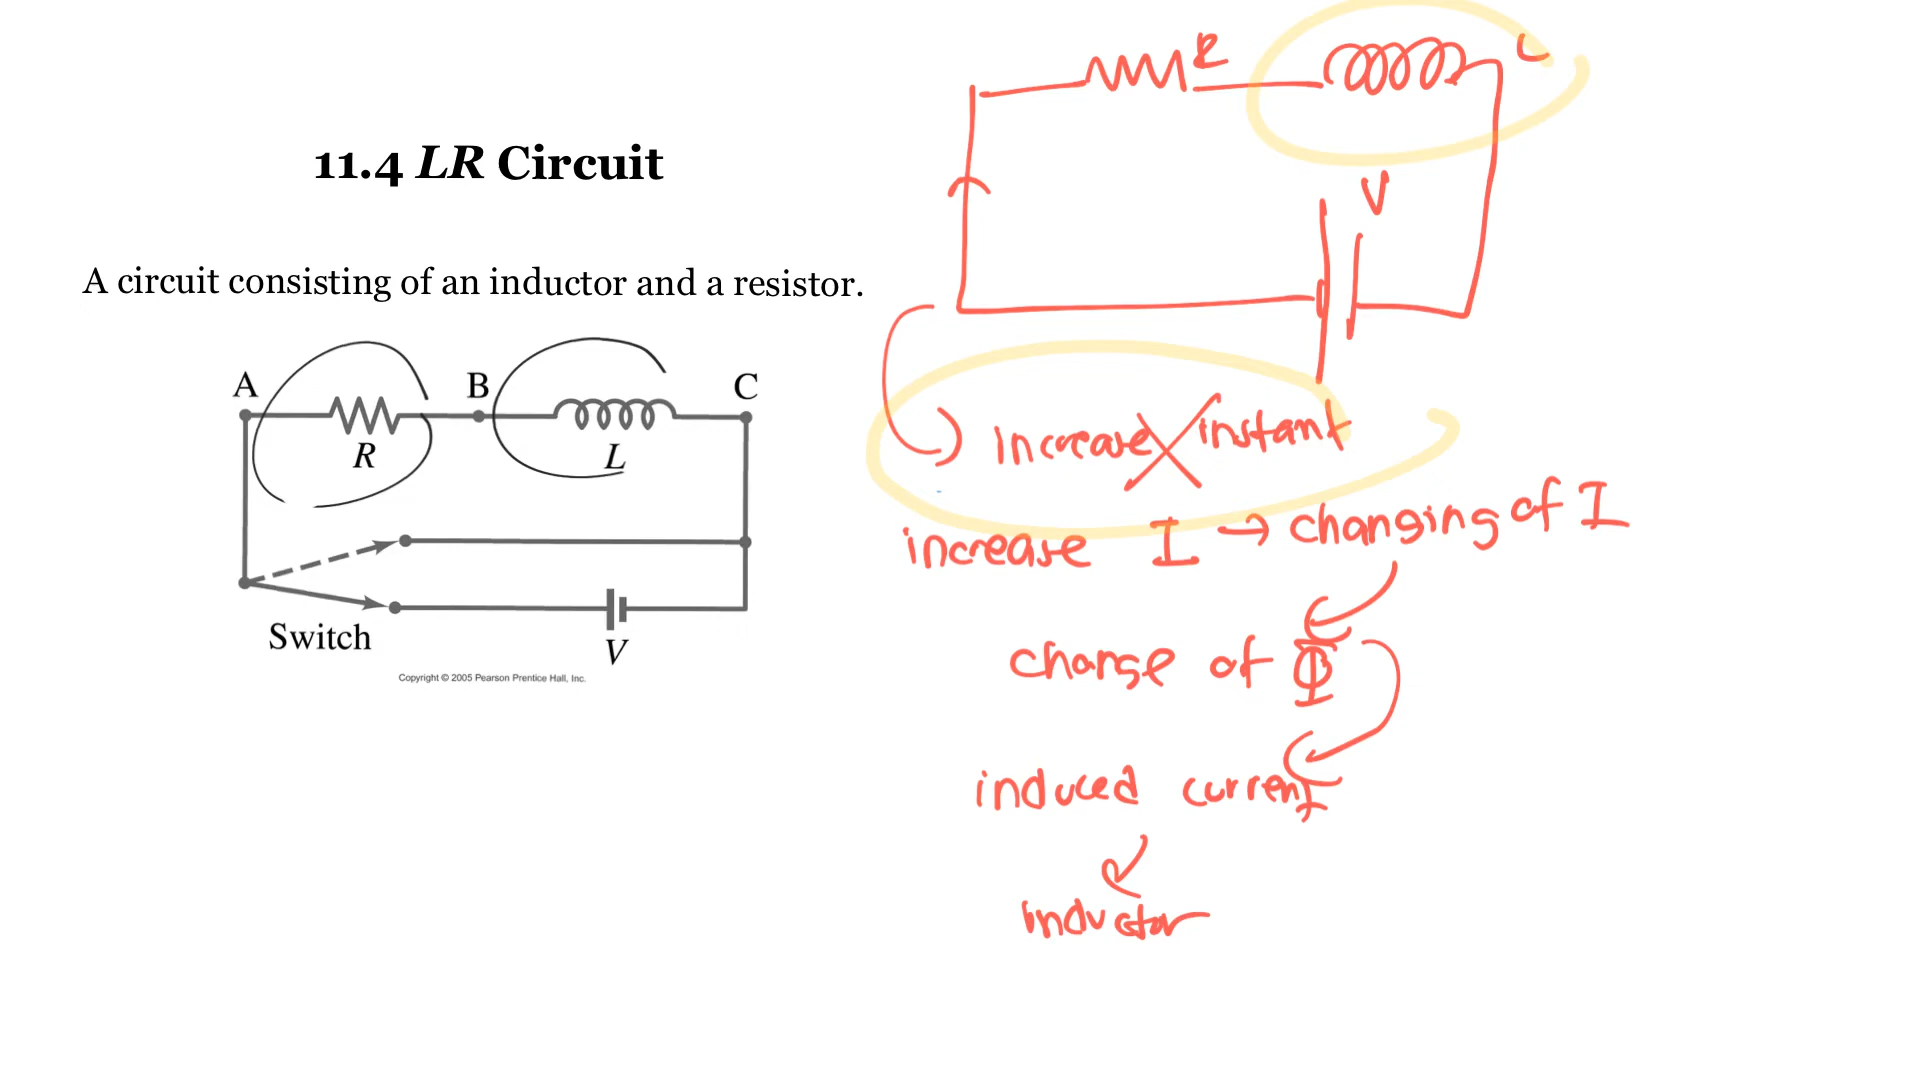 11.4 LR Circuit
A circuit consisting of an inductor and a resistor.
A
B
C
R
L
Switch
V
Copyright © 2005 Pearson Prentice Hall, Inc.
R
L
V
increase instant
increase I → changing of I
change of Φ
induced current
inductor